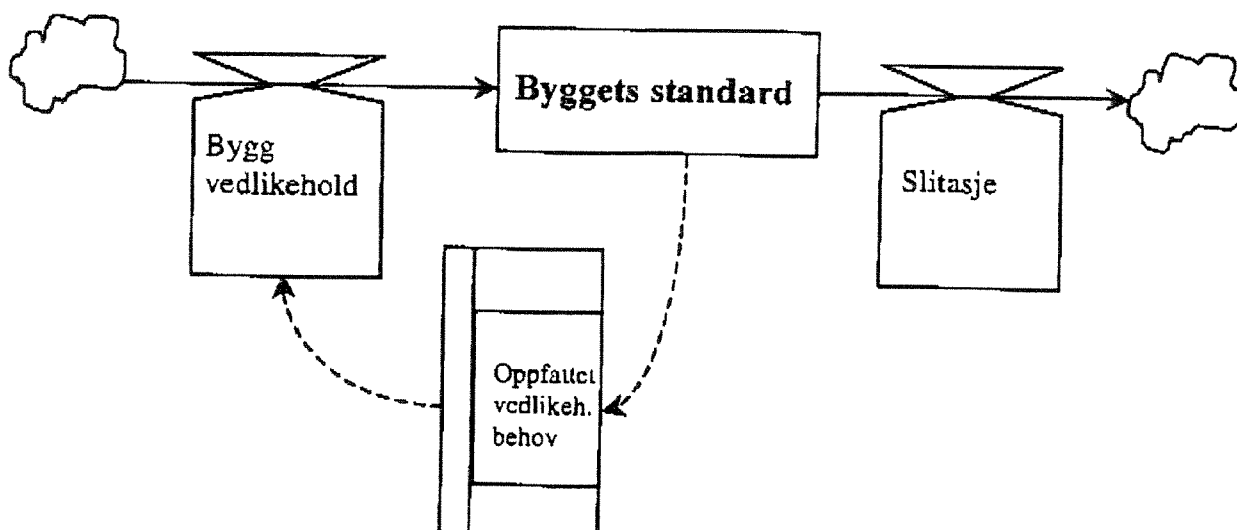 Byggets standard
Bygg
vedlikehold
Slitasje
Oppfattet
vedlikeh.
behov